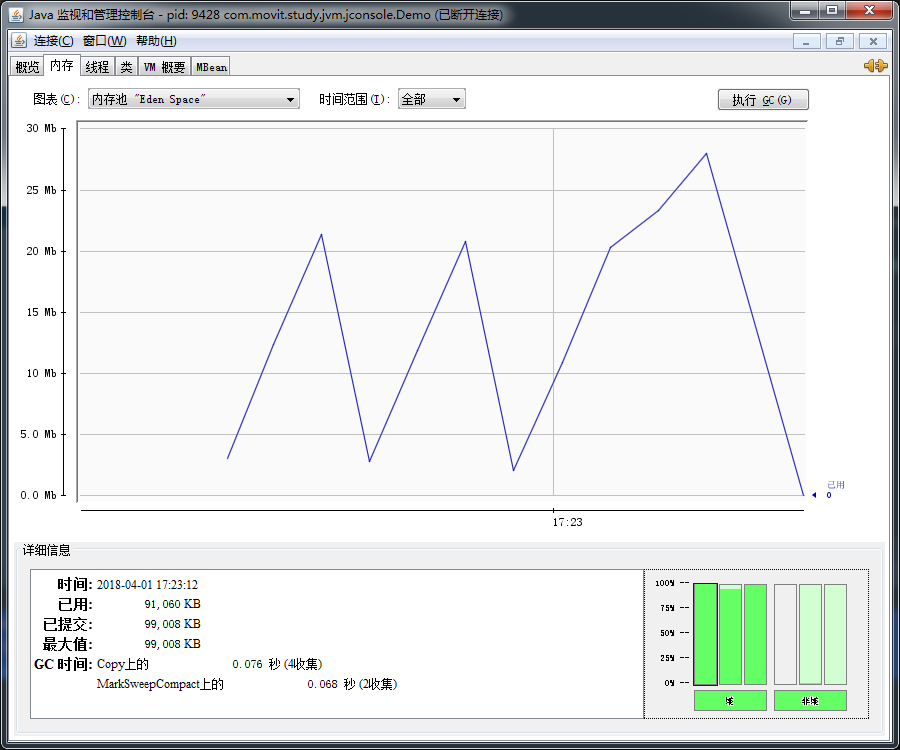 Java 监视和管理控制台 - pid: 9428 com.movit.study.jvm.jconsole.Demo (已断开连接)
连接(C) 窗口(W) 帮助(H)
概览 内存 线程 类 VM 概要 MBean
图表(C): 内存池 "Eden Space" 时间范围(I): 全部 执行 GC(G)
30 Mb
25 Mb
20 Mb
15 Mb
10 Mb
5.0 Mb
0.0 Mb
已用
0
17:23
详细信息
时间: 2018-04-01 17:23:12
已用: 91,060 KB
已提交: 99,008 KB
最大值: 99,008 KB
GC 时间: Copy上的 0.076 秒 (4收集)
MarkSweepCompact上的 0.068 秒 (2收集)
100% --
75% --
50% --
25% --
0% --
堆 非堆